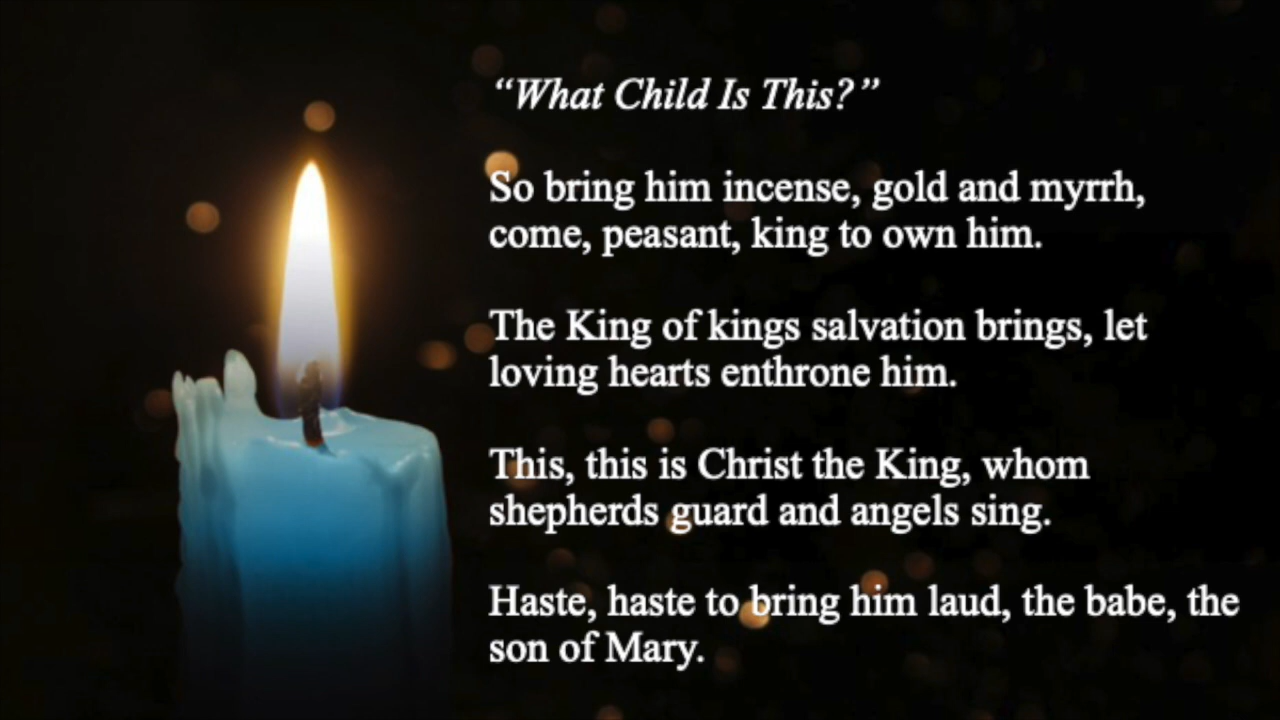 “What Child Is This?”
So bring him incense, gold and myrrh,
come, peasant, king to own him.
The King of kings salvation brings, let
loving hearts enthrone him.
This, this is Christ the King, whom
shepherds guard and angels sing.
Haste, haste to bring him laud, the babe, the
son of Mary.